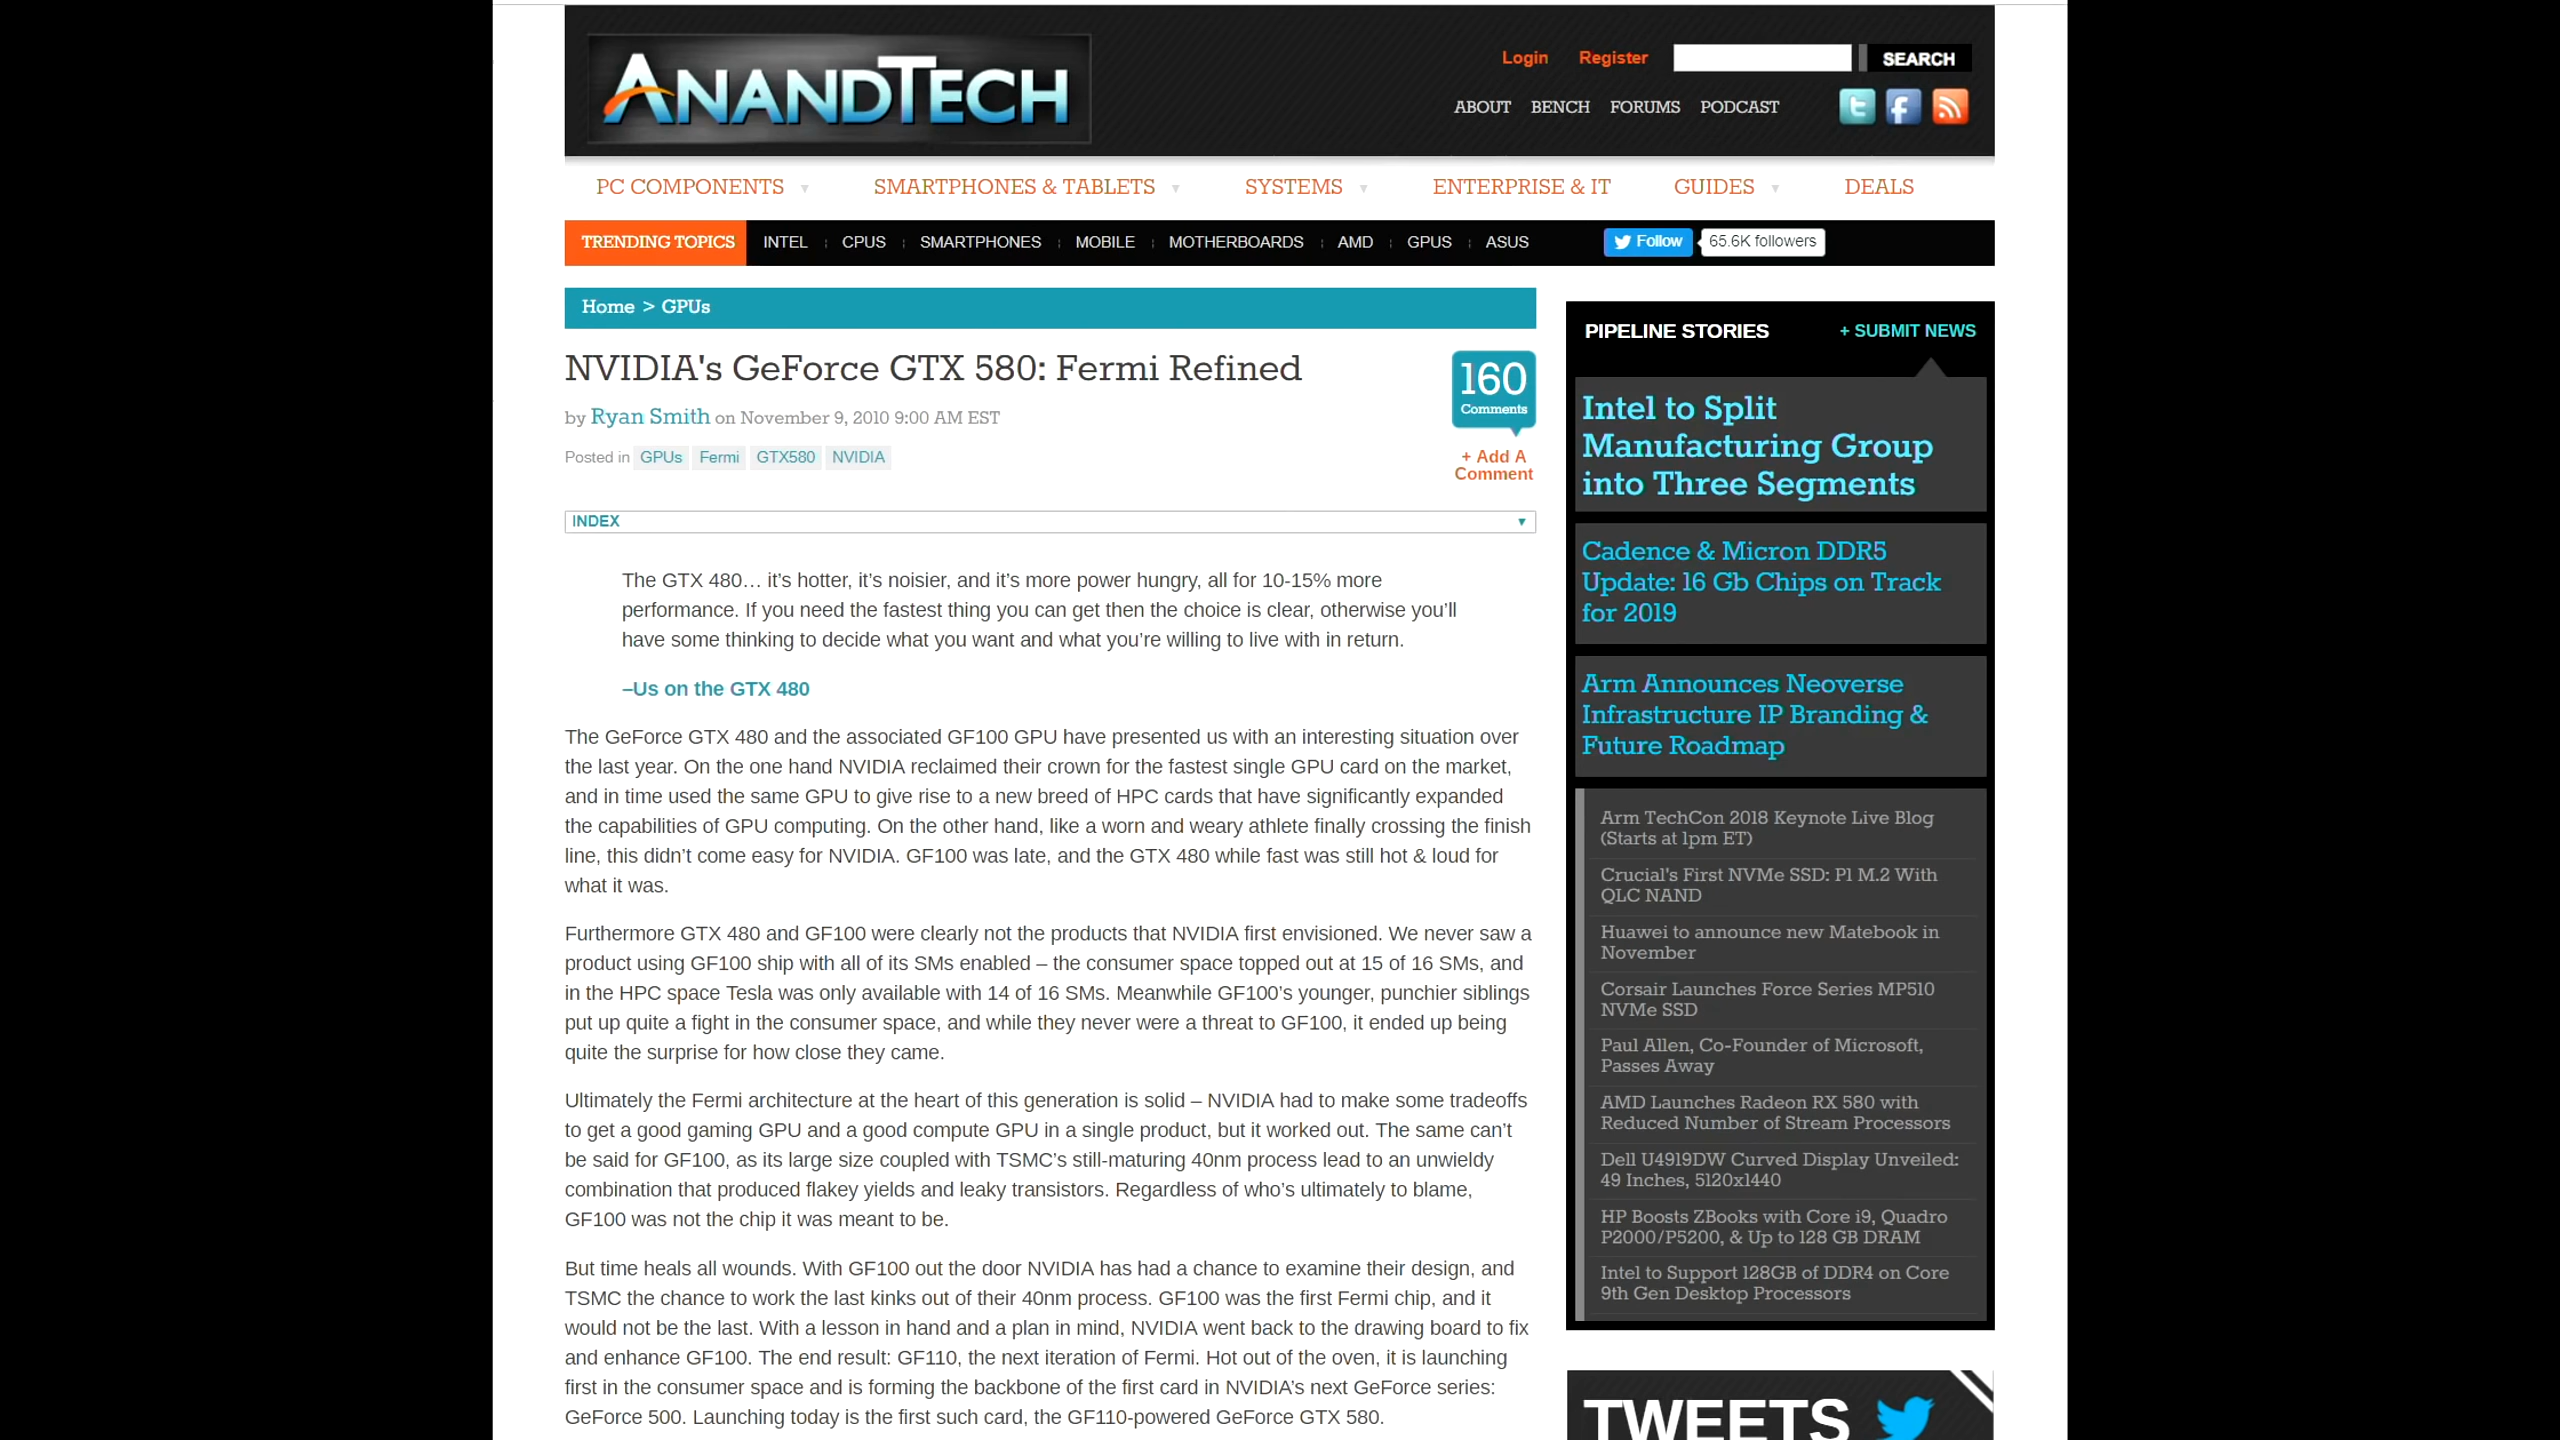 ANANDTECH
Login Register SEARCH
ABOUT BENCH FORUMS PODCAST
PC COMPONENTS SMARTPHONES & TABLETS SYSTEMS ENTERPRISE & IT GUIDES DEALS
TRENDING TOPICS INTEL CPUS SMARTPHONES MOBILE MOTHERBOARDS AMD GPUS ASUS Follow 65.6K followers
Home > GPUs
NVIDIA's GeForce GTX 580: Fermi Refined
by Ryan Smith on November 9, 2010 9:00 AM EST
Posted in GPUs Fermi GTX580 NVIDIA
160
Comments
+ Add A
Comment
INDEX
The GTX 480… it’s hotter, it’s noisier, and it’s more power hungry, all for 10-15% more
performance. If you need the fastest thing you can get then the choice is clear, otherwise you’ll
have some thinking to decide what you want and what you’re willing to live with in return.
–Us on the GTX 480
The GeForce GTX 480 and the associated GF100 GPU have presented us with an interesting situation over
the last year. On the one hand NVIDIA reclaimed their crown for the fastest single GPU card on the market,
and in time used the same GPU to give rise to a new breed of HPC cards that have significantly expanded
the capabilities of GPU computing. On the other hand, like a worn and weary athlete finally crossing the finish
line, this didn’t come easy for NVIDIA. GF100 was late, and the GTX 480 while fast was still hot & loud for
what it was.
Furthermore GTX 480 and GF100 were clearly not the products that NVIDIA first envisioned. We never saw a
product using GF100 ship with all of its SMs enabled – the consumer space topped out at 15 of 16 SMs, and
in the HPC space Tesla was only available with 14 of 16 SMs. Meanwhile GF100’s younger, punchier siblings
put up quite a fight in the consumer space, and while they never were a threat to GF100, it ended up being
quite the surprise for how close they came.
Ultimately the Fermi architecture at the heart of this generation is solid – NVIDIA had to make some tradeoffs
to get a good gaming GPU and a good compute GPU in a single product, but it worked out. The same can’t
be said for GF100, as its large size coupled with TSMC’s still-maturing 40nm process lead to an unwieldy
combination that produced flakey yields and leaky transistors. Regardless of who’s ultimately to blame,
GF100 was not the chip it was meant to be.
But time heals all wounds. With GF100 out the door NVIDIA has had a chance to examine their design, and
TSMC the chance to work the last kinks out of their 40nm process. GF100 was the first Fermi chip, and it
would not be the last. With a lesson in hand and a plan in mind, NVIDIA went back to the drawing board to fix
and enhance GF100. The end result: GF110, the next iteration of Fermi. Hot out of the oven, it is launching
first in the consumer space and is forming the backbone of the first card in NVIDIA’s next GeForce series:
GeForce 500. Launching today is the first such card, the GF110-powered GeForce GTX 580.
PIPELINE STORIES + SUBMIT NEWS
Intel to Split
Manufacturing Group
into Three Segments
Cadence & Micron DDR5
Update: 16 Gb Chips on Track
for 2019
Arm Announces Neoverse
Infrastructure IP Branding &
Future Roadmap
Arm TechCon 2018 Keynote Live Blog
(Starts at 1pm ET)
Crucial's First NVMe SSD: P1 M.2 With
QLC NAND
Huawei to announce new Matebook in
November
Corsair Launches Force Series MP510
NVMe SSD
Paul Allen, Co-Founder of Microsoft,
Passes Away
AMD Launches Radeon RX 580 with
Reduced Number of Stream Processors
Dell U4919DW Curved Display Unveiled:
49 Inches, 5120x1440
HP Boosts ZBooks with Core i9, Quadro
P2000/P5200, & Up to 128 GB DRAM
Intel to Support 128GB of DDR4 on Core
9th Gen Desktop Processors
TWEETS